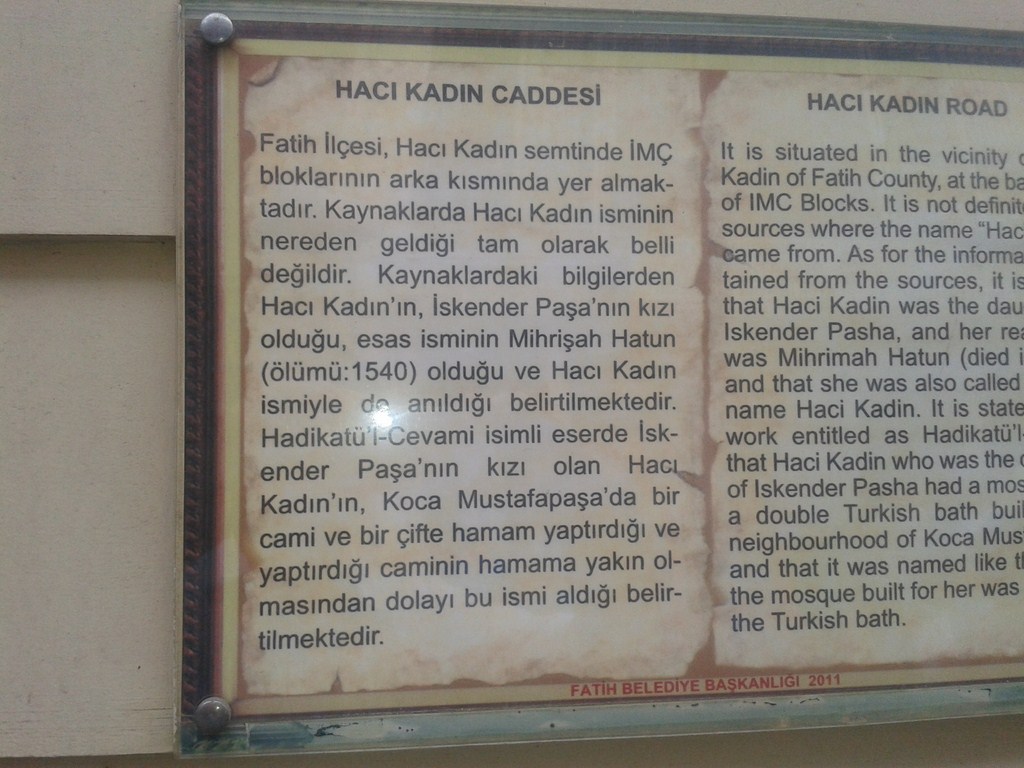 HACI KADIN CADDESİ
Fatih İlçesi, Hacı Kadın semtinde İMÇ
bloklarının arka kısmında yer almak-
tadır. Kaynaklarda Hacı Kadın isminin
nereden geldiği tam olarak belli
değildir. Kaynaklardaki bilgilerden
Hacı Kadın'ın, İskender Paşa'nın kızı
olduğu, esas isminin Mihrişah Hatun
(ölümü:1540) olduğu ve Hacı Kadın
ismiyle de anıldığı belirtilmektedir.
Hadikatü'l-Cevami isimli eserde İsk-
ender Paşa'nın kızı olan Hacı
Kadın'ın, Koca Mustafapaşa'da bir
cami ve bir çifte hamam yaptırdığı ve
yaptırdığı caminin hamama yakın ol-
masından dolayı bu ismi aldığı belir-
tilmektedir.
HACI KADIN ROAD
It is situated in the vicinity
Kadin of Fatih County, at the
of IMC Blocks. It is not
sources where the name
came from. As for the
tained from the sources, it is
that Haci Kadin was the
Iskender Pasha, and her
was Mihrimah Hatun (died
and that she was also called
name Haci Kadin. It is
work entitled as
that Haci Kadin who was the
of Iskender Pasha had a
a double Turkish bath
neighbourhood of Koca
and that it was named like
the mosque built for her was
the Turkish bath.
FATİH BELEDİYE BAŞKANLIĞI 2011